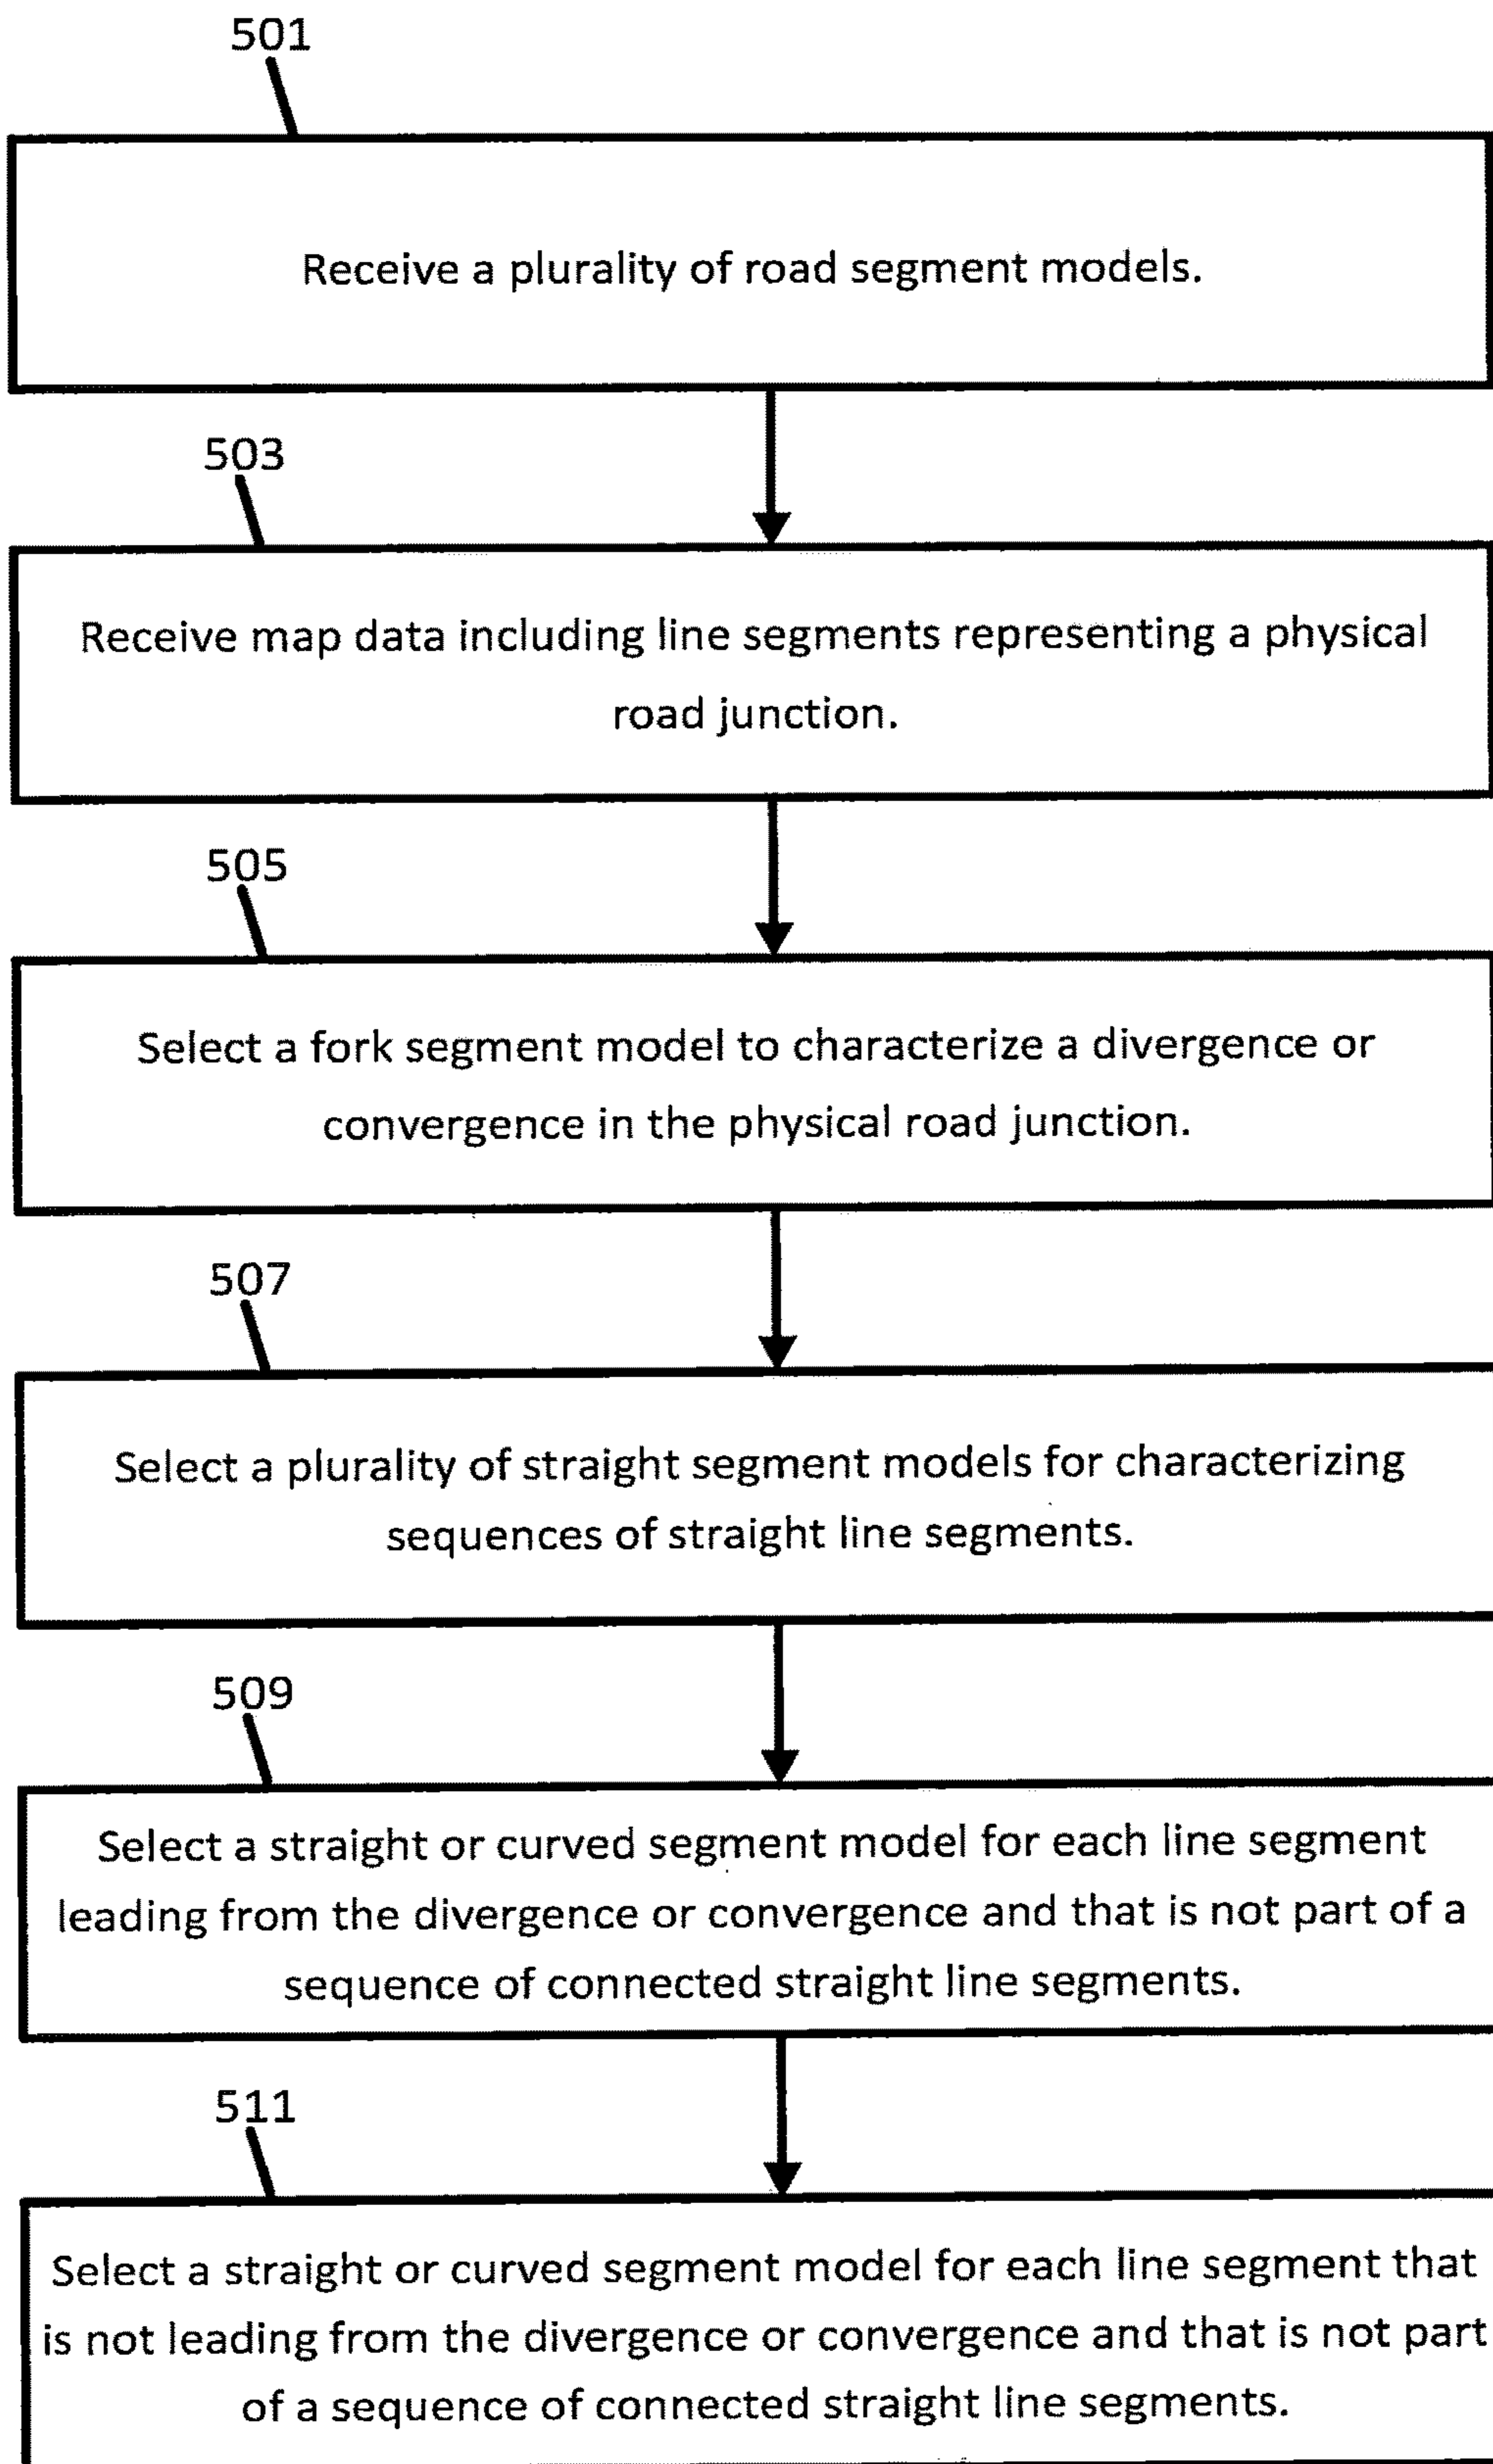 501
Receive a plurality of road segment models.
503
Receive map data including line segments representing a physical
road junction.
505
Select a fork segment model to characterize a divergence or
convergence in the physical road junction.
507
Select a plurality of straight segment models for characterizing
sequences of straight line segments.
509
Select a straight or curved segment model for each line segment
leading from the divergence or convergence and that is not part of a
sequence of connected straight line segments.
511
Select a straight or curved segment model for each line segment that
is not leading from the divergence or convergence and that is not part
of a sequence of connected straight line segments.